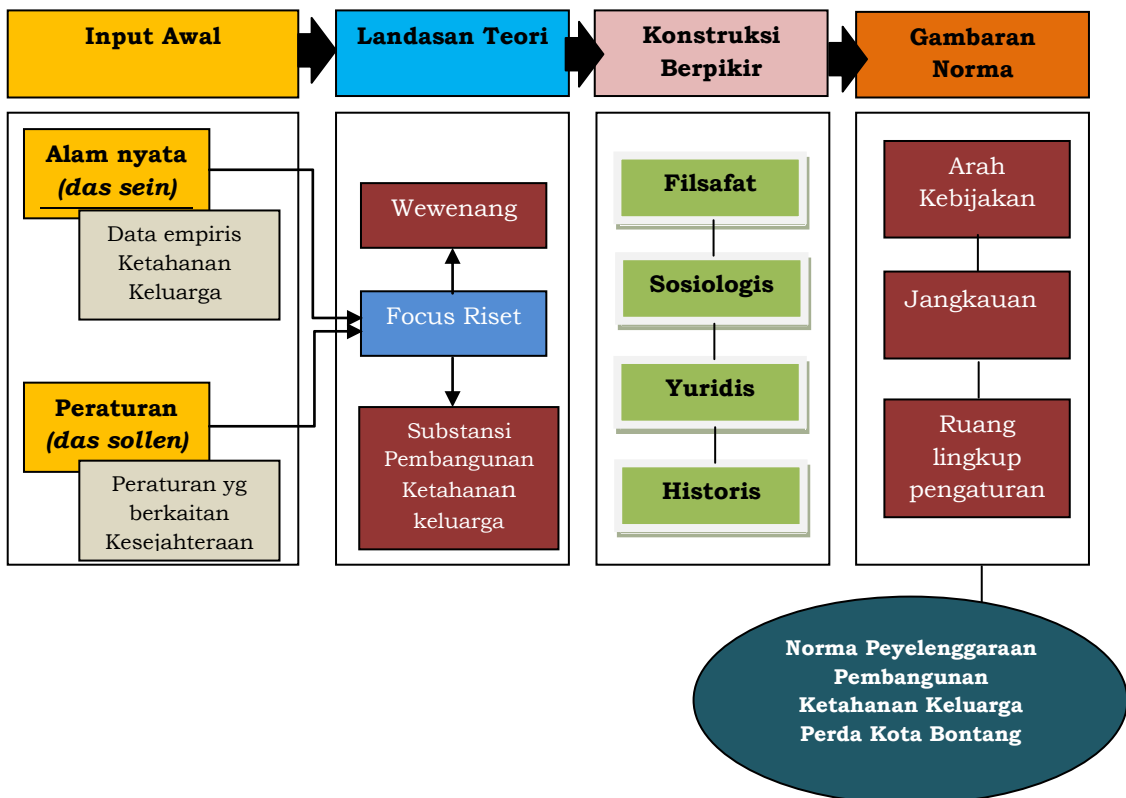 Input Awal
Landasan Teori
Konstruksi
Berpikir
Gambaran
Norma
Alam nyata
(das sein)
Data empiris
Ketahanan
Keluarga
Peraturan
(das sollen)
Peraturan yg
berkaitan
Kesejahteraan
Wewenang
Focus Riset
Substansi
Pembangunan
Ketahanan
keluarga
Filsafat
Sosiologis
Yuridis
Historis
Arah
Kebijakan
Jangkauan
Ruang
lingkup
pengaturan
Norma Peyelenggaraan
Pembangunan
Ketahanan Keluarga
Perda Kota Bontang